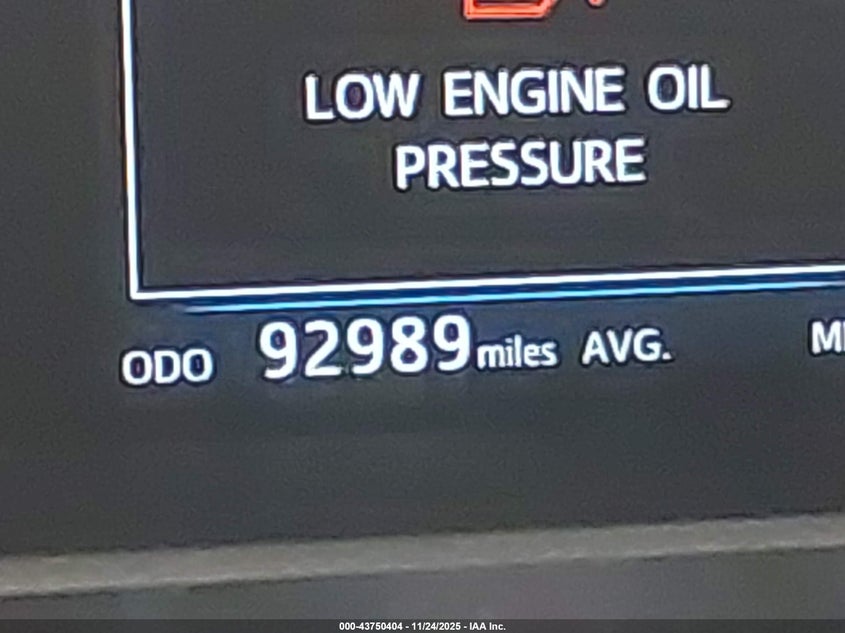 LOW ENGINE OIL
PRESSURE
ODO 92989 miles AVG.
000-43750404 - 11/24/2025 - IAA Inc.